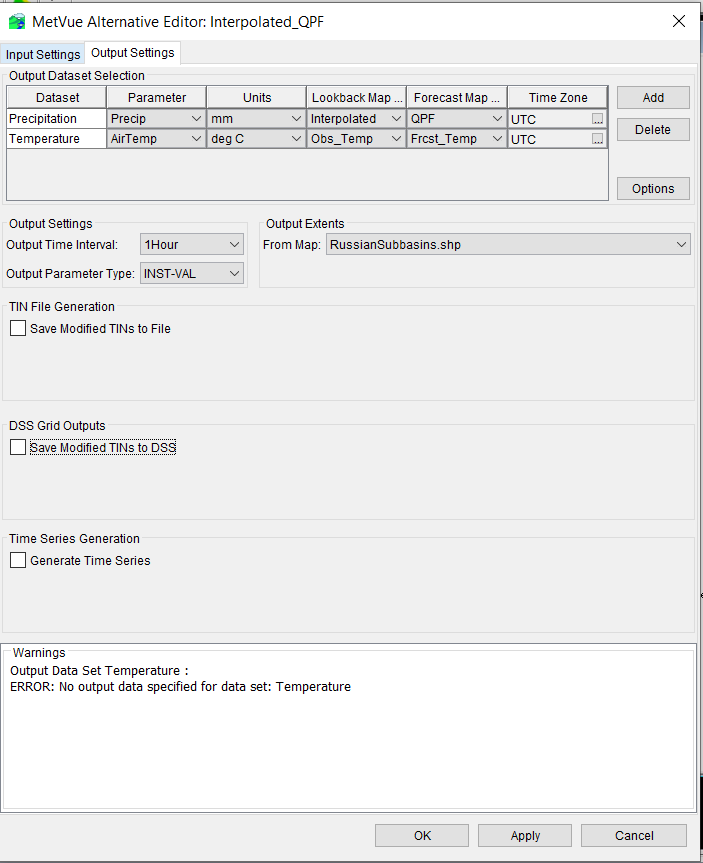 MetVue Alternative Editor: Interpolated_QPF
Input Settings Output Settings
Output Dataset Selection
Dataset Parameter Units Lookback Map ... Forecast Map ... Time Zone
Precipitation Precip mm Interpolated QPF UTC ...
Temperature AirTemp deg C Obs_Temp Frcst_Temp UTC ...
Add
Delete
Options
Output Settings
Output Time Interval: 1Hour
Output Parameter Type: INST-VAL
Output Extents
From Map: RussianSubbasins.shp
TIN File Generation
Save Modified TINs to File
DSS Grid Outputs
Save Modified TINs to DSS
Time Series Generation
Generate Time Series
Warnings
Output Data Set Temperature :
ERROR: No output data specified for data set: Temperature
OK Apply Cancel